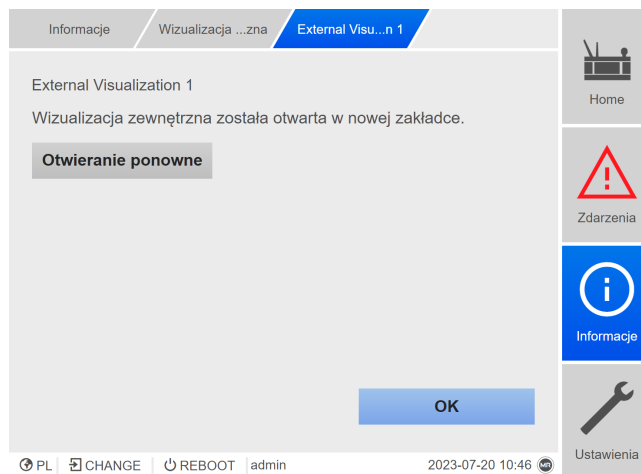 Informacje
Wizualizacja ...zna
External Visu...n 1
External Visualization 1
Wizualizacja zewnętrzna została otwarta w nowej zakładce.
Otwieranie ponowne
OK
Home
Zdarzenia
Informacje
Ustawienia
PL CHANGE REBOOT admin 2023-07-20 10:46 MR